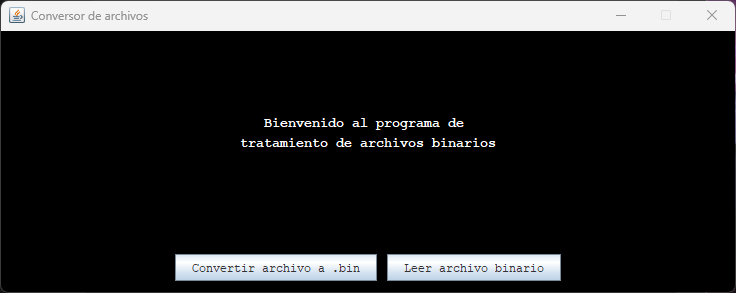 Conversor de archivos
Bienvenido al programa de
tratamiento de archivos binarios
Convertir archivo a .bin
Leer archivo binario